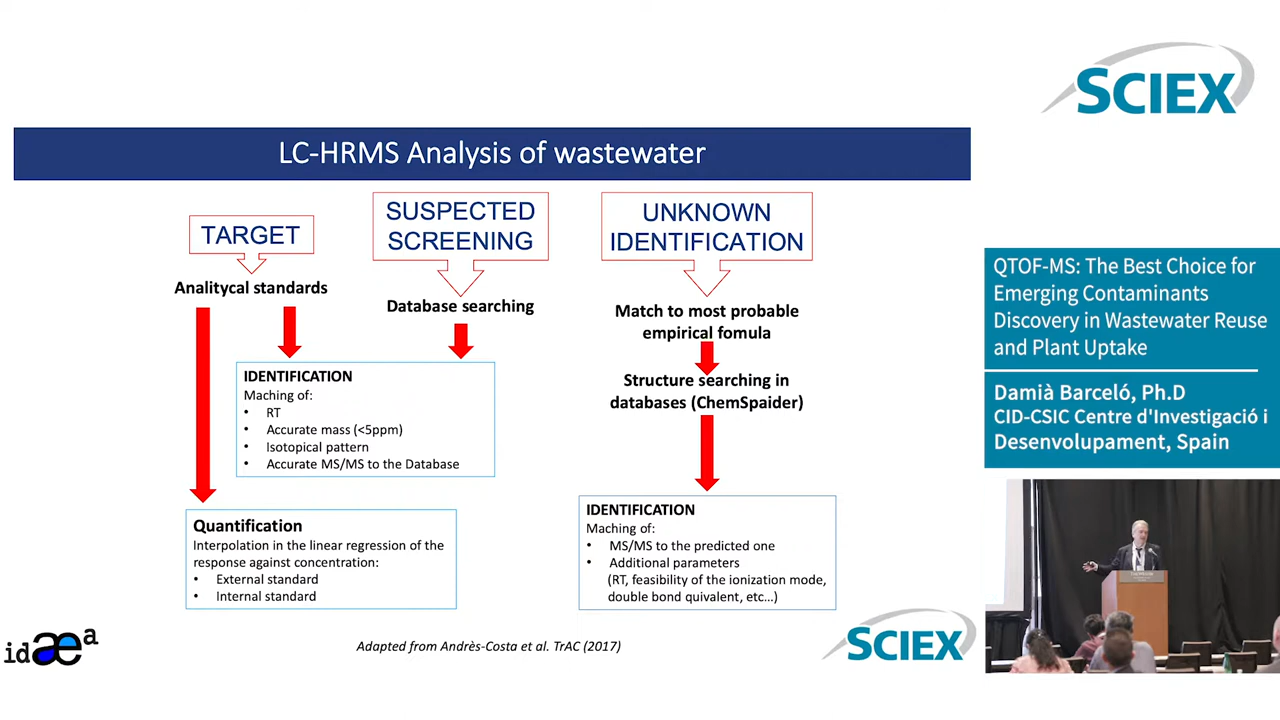 SCIEX
LC-HRMS Analysis of wastewater
TARGET
Analitycal standards
SUSPECTED
SCREENING
Database searching
UNKNOWN
IDENTIFICATION
Match to most probable
empirical fomula
Structure searching in
databases (ChemSpaider)
IDENTIFICATION
Maching of:
• RT
• Accurate mass (<5ppm)
• Isotopical pattern
• Accurate MS/MS to the Database
Quantification
Interpolation in the linear regression of the
response against concentration:
• External standard
• Internal standard
IDENTIFICATION
Maching of:
• MS/MS to the predicted one
• Additional parameters
(RT, feasibility of the ionization mode,
double bond quivalent, etc...)
Adapted from Andrès-Costa et al. TrAC (2017)
idæa
SCIEX
QTOF-MS: The Best Choice for
Emerging Contaminants
Discovery in Wastewater Reuse
and Plant Uptake
Damià Barceló, Ph.D
CID-CSIC Centre d'Investigació i
Desenvolupament, Spain